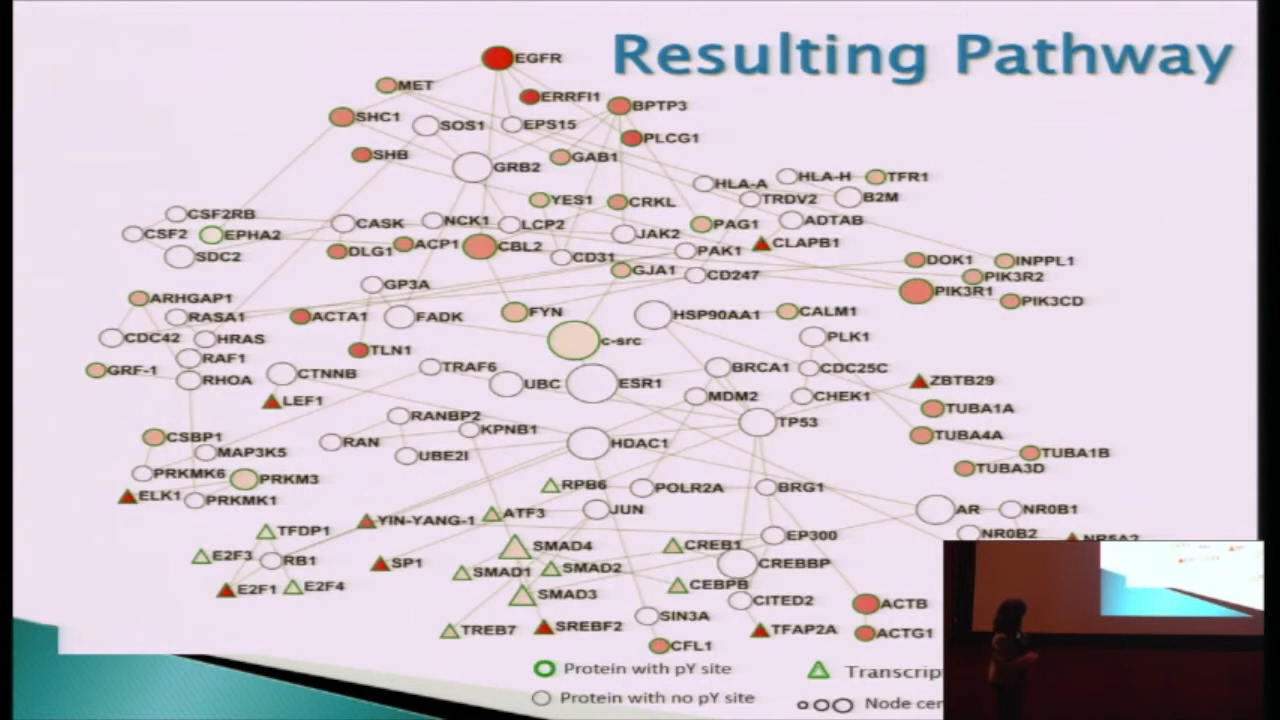 Resulting Pathway
EGFR
MET
ERRFI1
BPTP3
SHC1
SOS1
EPS15
PLCG1
SHB
GRB2
GAB1
HLA-A
HLA-H
TFR1
YES1
CRKL
TRDV2
B2M
CSF2RB
CASK
NCK1
LCP2
PAG1
ADTAB
CSF2
EPHA2
JAK2
CLAPB1
SDC2
DLG1
ACP1
CBL2
CD31
PAK1
DOK1
INPPL1
GJA1
CD247
PIK3R2
GP3A
PIK3R1
ARHGAP1
PIK3CD
RASA1
ACTA1
FADK
FYN
HSP90AA1
CALM1
CDC42
HRAS
c-src
PLK1
RAF1
TLN1
GRF-1
RHOA
CTNNB
TRAF6
UBC
ESR1
BRCA1
CDC25C
ZBTB29
LEF1
MDM2
CHEK1
TUBA1A
RANBP2
TP53
CSBP1
RAN
KPNB1
HDAC1
TUBA4A
MAP3K5
UBE2I
TUBA1B
PRKMK6
PRKM3
TUBA3D
ELK1
PRKMK1
RPB6
POLR2A
BRG1
TFDP1
YIN-YANG-1
ATF3
JUN
AR
NR0B1
E2F3
RB1
SP1
SMAD4
CREB1
EP300
NR0B2
NR5A2
E2F1
E2F4
SMAD1
SMAD2
CREBBP
SMAD3
CEBPB
CITED2
ACTB
TREB7
SREBF2
SIN3A
TFAP2A
ACTG1
CFL1
Protein with pY site
Transcrip
Protein with no pY site
Node cen